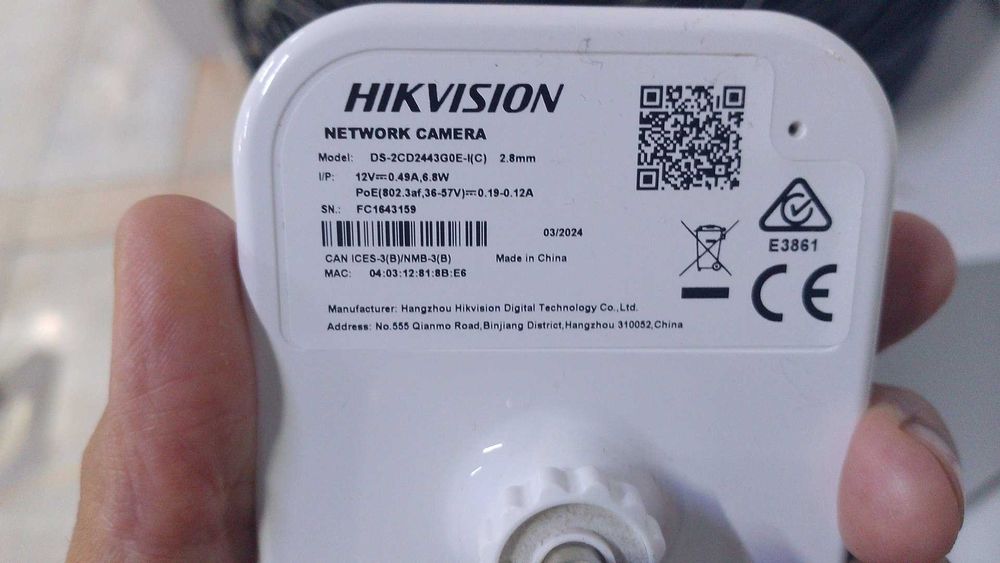 HIKVISION
NETWORK CAMERA
Model: DS-2CD2443G0E-I(C) 2.8mm
I/P: 12V⎓0.49A,6.8W
PoE(802.3af,36-57V)⎓0.19-0.12A
SN.: FC1643159
03/2024
CAN ICES-3(B)/NMB-3(B) Made in China
MAC: 04:03:12:81:8B:E6
Manufacturer: Hangzhou Hikvision Digital Technology Co.,Ltd.
Address: No.555 Qianmo Road,Binjiang District,Hangzhou 310052,China
E3861
CE